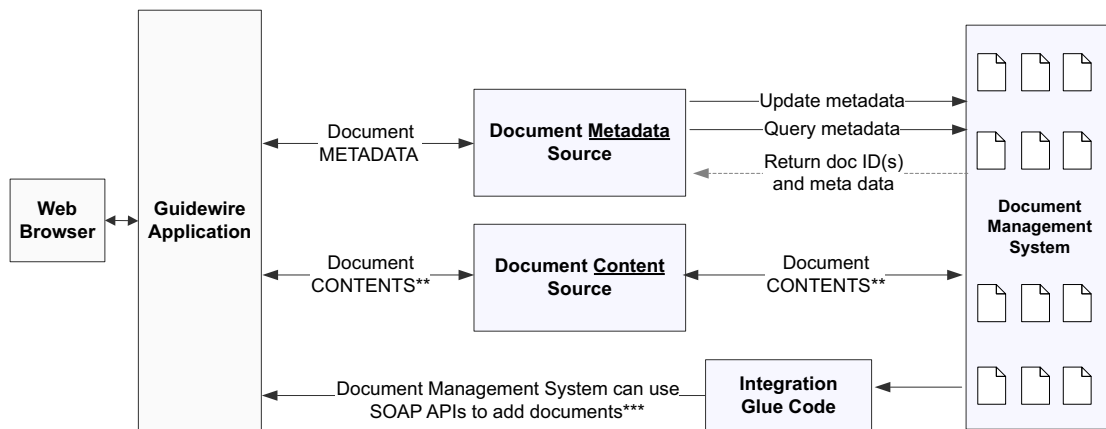 Web
Browser
Guidewire
Application
Document
METADATA
Document Metadata
Source
Update metadata
Query metadata
Return doc ID(s)
and meta data
Document
CONTENTS**
Document Content
Source
Document
CONTENTS**
Document
Management
System
Document Management System can use
SOAP APIs to add documents***
Integration
Glue Code